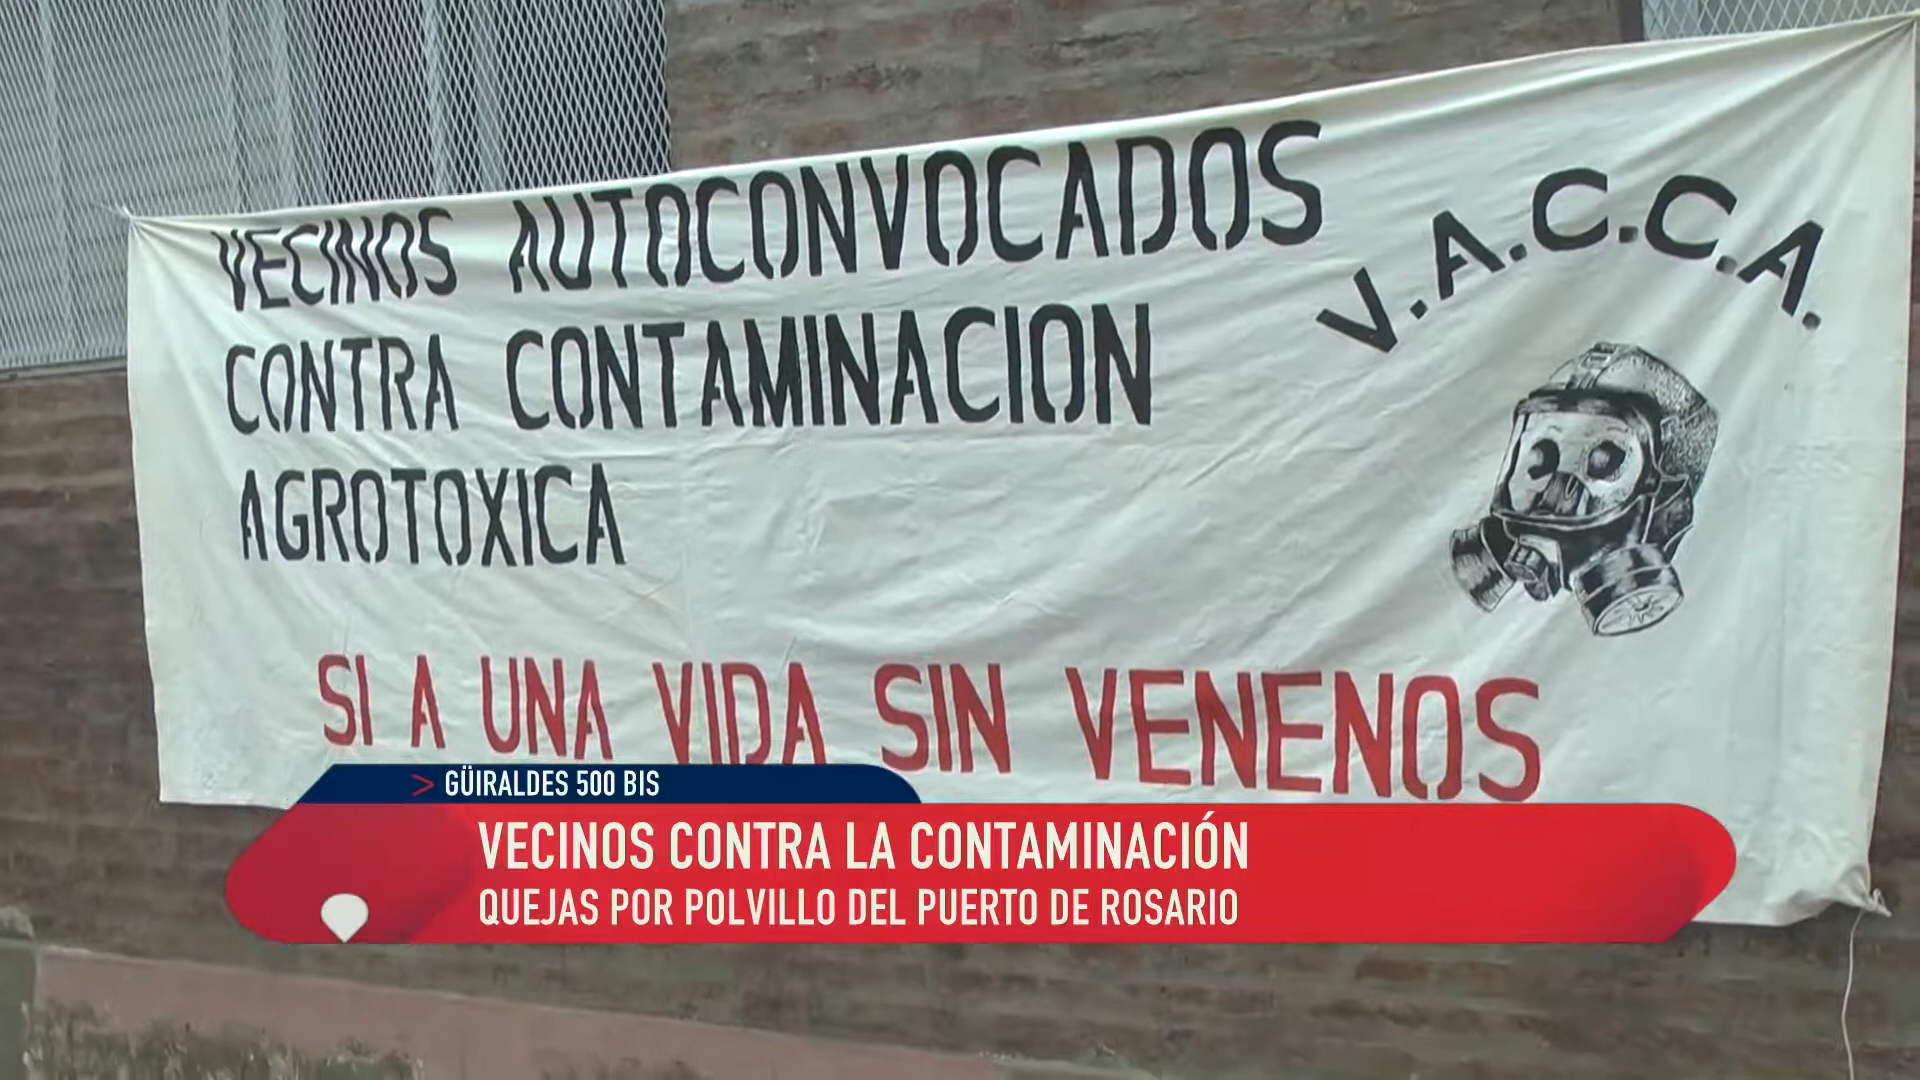 VECINOS AUTOCONVOCADOS
CONTRA CONTAMINACION
AGROTOXICA
V.A.C.C.A.
SI A UNA VIDA SIN VENENOS
> GÜIRALDES 500 BIS
VECINOS CONTRA LA CONTAMINACIÓN
QUEJAS POR POLVILLO DEL PUERTO DE ROSARIO